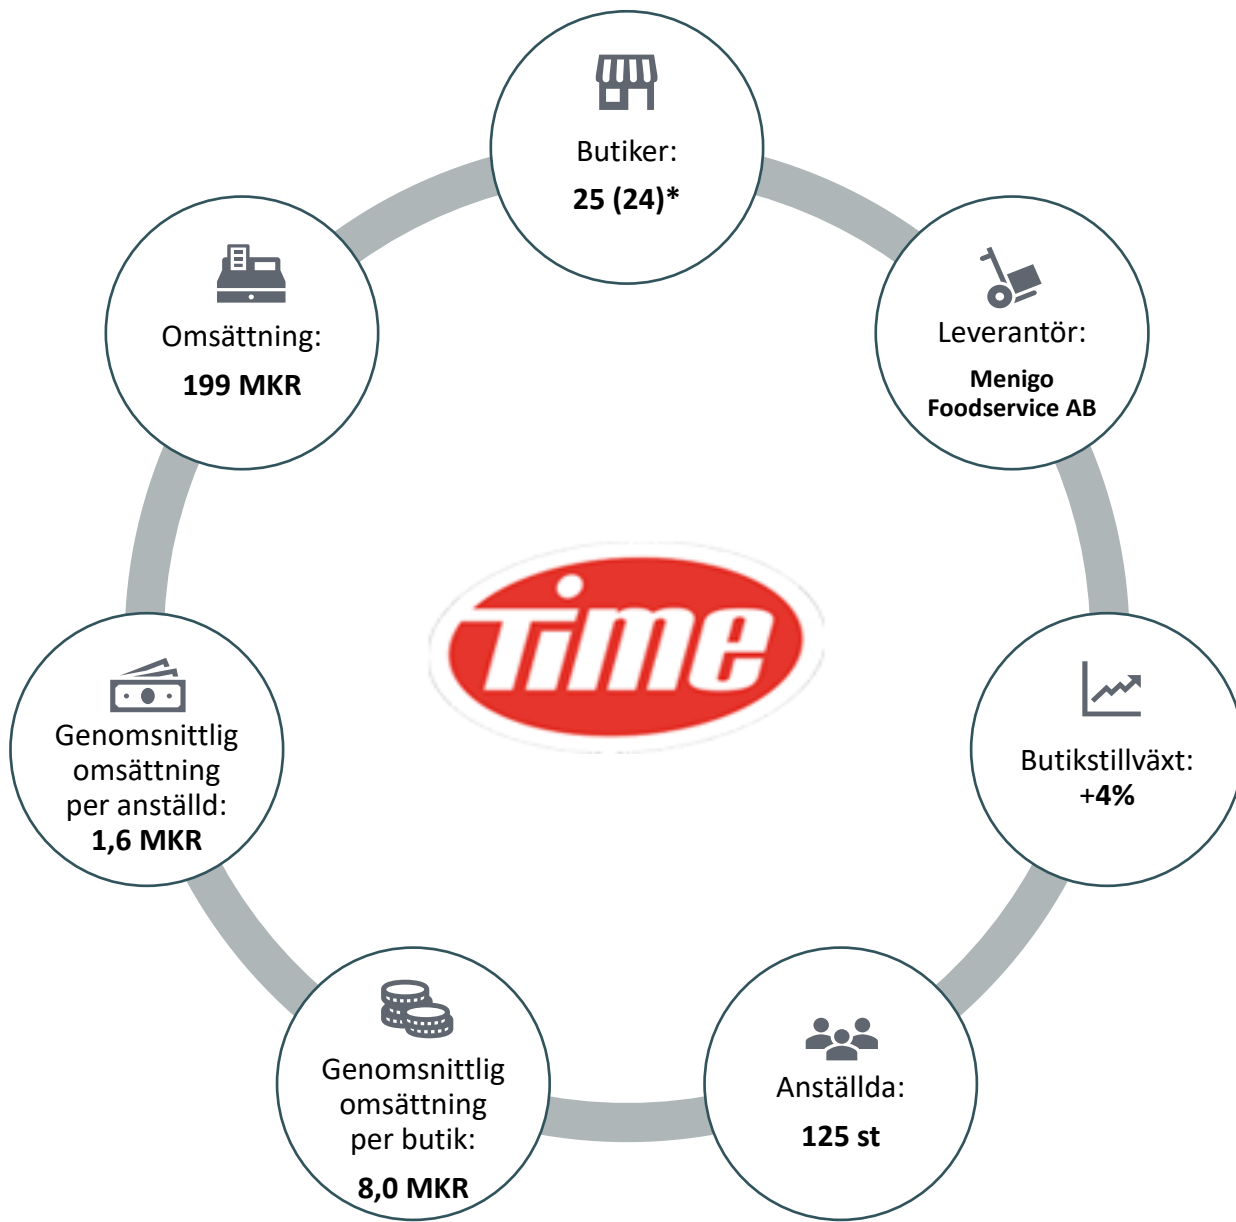 Butiker:
25 (24)*
Leverantör:
Menigo
Foodservice AB
Butikstillväxt:
+4%
Anställda:
125 st
Genomsnittlig
omsättning
per butik:
8,0 MKR
Genomsnittlig
omsättning
per anställd:
1,6 MKR
Omsättning:
199 MKR
Time